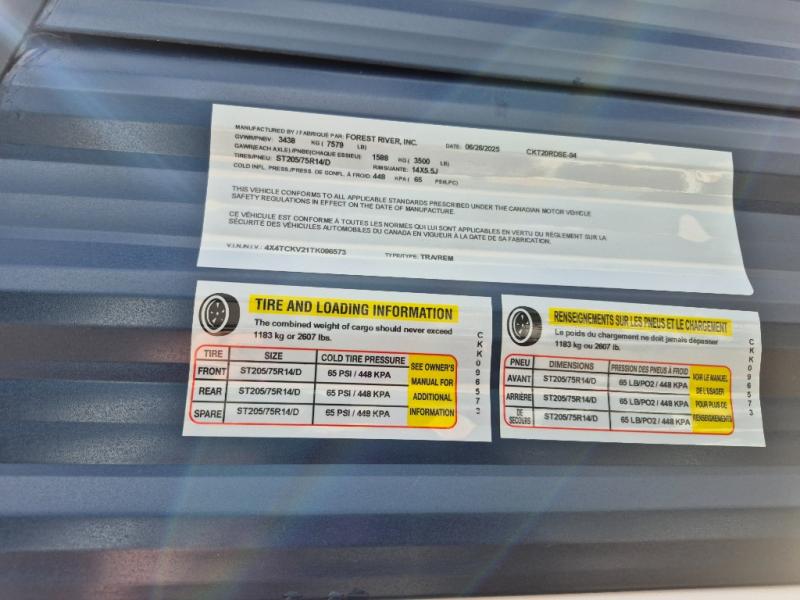 MANUFACTURED BY / FABRIQUE PAR: FOREST RIVER, INC. DATE: 06/26/2025 CKT20RDSE-94
GVWR/PNBV: 3438 KG ( 7579 LB)
GAWR(EACH AXLE) /PNBE(CHAQUE ESSIEU) 1588 KG ( 3500 LB)
TIRES/PNEU: ST205/75R14/D RIM/JANTE: 14X5.5J
COLD INFL. PRESS./PRESS. DE GONFL. À FROID: 448 KPA ( 65 PSI/LPC)
THIS VEHICLE CONFORMS TO ALL APPLICABLE STANDARDS PRESCRIBED UNDER THE CANADIAN MOTOR VEHICLE
SAFETY REGULATIONS IN EFFECT ON THE DATE OF MANUFACTURE.
CE VÉHICULE EST CONFORME À TOUTES LES NORMES QUI LUI SONT APPLICABLES EN VERTU DU RÈGLEMENT SUR LA
SÉCURITÉ DES VÉHICULES AUTOMOBILES DU CANADA EN VIGUEUR À LA DATE DE SA FABRICATION.
V.I.N./N.I.V.: 4X4TCKV21TK096573 TYPE/TYPE: TRA/REM
TIRE AND LOADING INFORMATION
The combined weight of cargo should never exceed
1183 kg or 2607 lbs.
TIRE SIZE COLD TIRE PRESSURE
FRONT ST205/75R14/D 65 PSI / 448 KPA
REAR ST205/75R14/D 65 PSI / 448 KPA
SPARE ST205/75R14/D 65 PSI / 448 KPA
SEE OWNER'S
MANUAL FOR
ADDITIONAL
INFORMATION
CKK096573
RENSEIGNEMENTS SUR LES PNEUS ET LE CHARGEMENT
Le poids du chargement ne doit jamais dépasser
1183 kg ou 2607 lbs.
PNEU DIMENSIONS PRESSION DES PNEUS À FROID
AVANT ST205/75R14/D 65 LB/PO2 / 448 KPA
ARRIÈRE ST205/75R14/D 65 LB/PO2 / 448 KPA
DE SECOURS ST205/75R14/D 65 LB/PO2 / 448 KPA
VOIR LE MANUEL
DE L'USAGER
POUR PLUS DE
RENSEIGNEMENTS
CKK096573